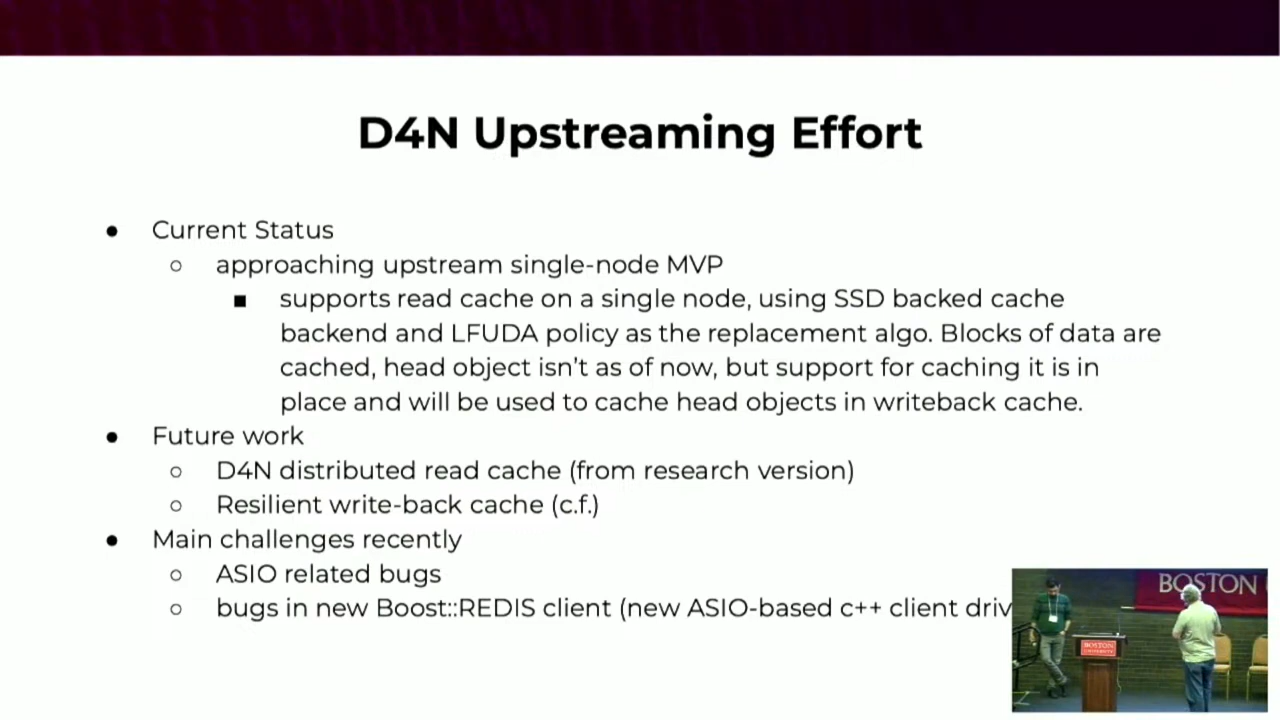 D4N Upstreaming Effort
● Current Status
○ approaching upstream single-node MVP
■ supports read cache on a single node, using SSD backed cache
backend and LFUDA policy as the replacement algo. Blocks of data are
cached, head object isn't as of now, but support for caching it is in
place and will be used to cache head objects in writeback cache.
● Future work
○ D4N distributed read cache (from research version)
○ Resilient write-back cache (c.f.)
● Main challenges recently
○ ASIO related bugs
○ bugs in new Boost::REDIS client (new ASIO-based c++ client driv
BOSTON
BOSTON
UNIVERSITY